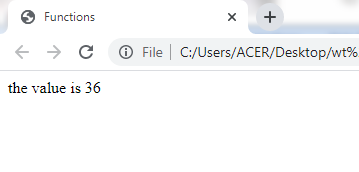 Functions
File | C:/Users/ACER/Desktop/wt%
the value is 36